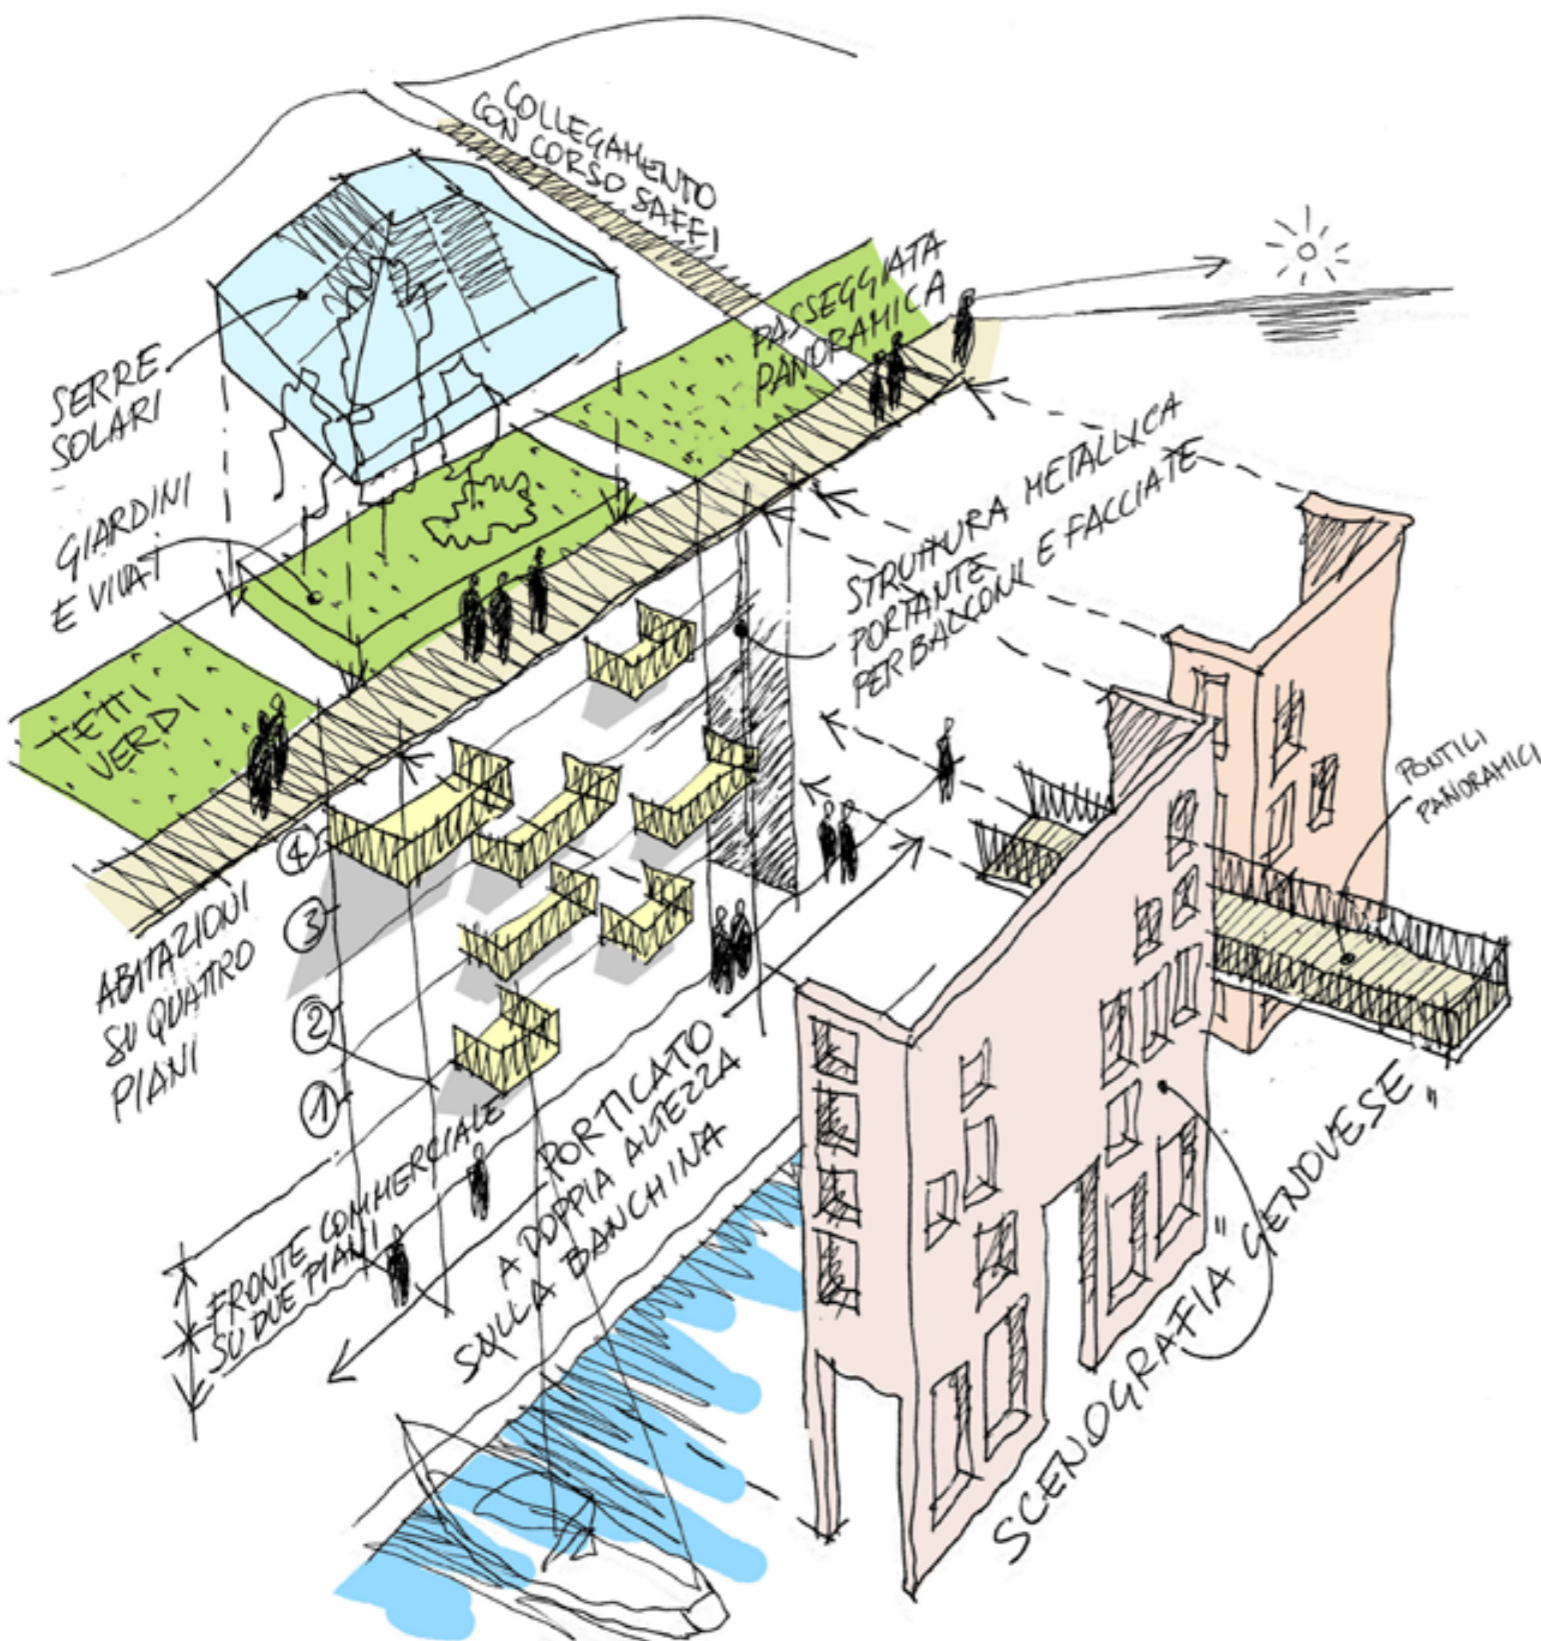 COLLEGAMENTO
CON CORSO SAFFI
PASSEGGIATA
PANORAMICA
SERRE
SOLARI
GIARDINI
E VIVAI
TETTI
VERDI
STRUTTURA METALLICA
PORTANTE
PER BALCONI E FACCIATE
PONTILI
PANORAMICI
4
3
2
1
ABITAZIONI
SU QUATTRO
PIANI
FRONTE COMMERCIALE
SU DUE PIANI
PORTICATO
A DOPPIA ALTEZZA
SULLA BANCHINA
SCENOGRAFIA "GENOVESE"